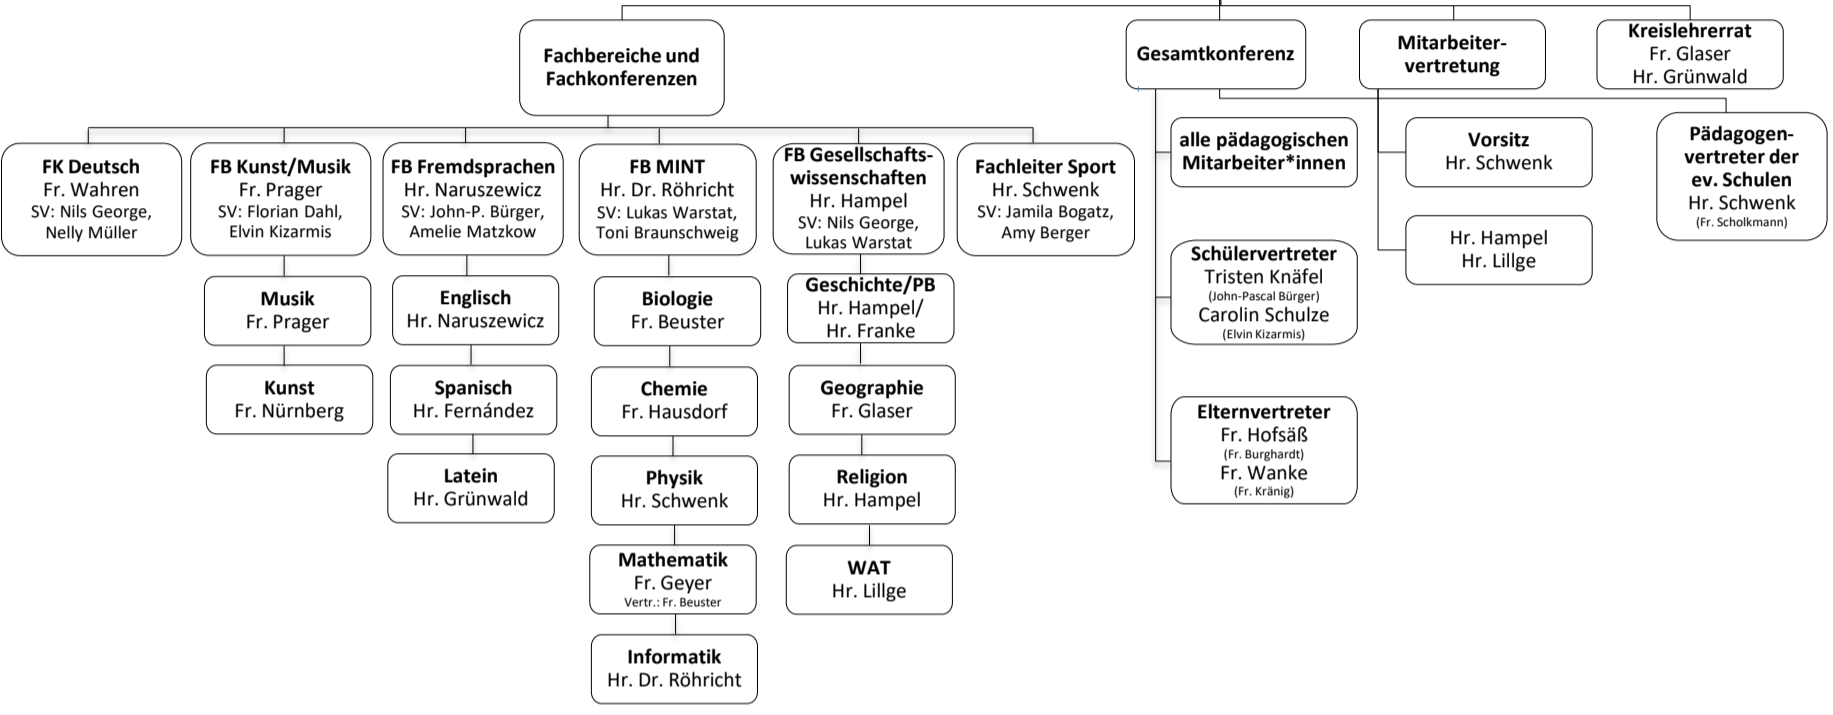 Fachbereiche und
Fachkonferenzen
Gesamtkonferenz
Mitarbeiter-
vertretung
Kreislehrerrat
Fr. Glaser
Hr. Grünwald
FK Deutsch
Fr. Wahren
SV: Nils George,
Nelly Müller
FB Kunst/Musik
Fr. Prager
SV: Florian Dahl,
Elvin Kizarmis
FB Fremdsprachen
Hr. Naruszewicz
SV: John-P. Bürger,
Amelie Matzkow
FB MINT
Hr. Dr. Röhricht
SV: Lukas Warstat,
Toni Braunschweig
FB Gesellschafts-
wissenschaften
Hr. Hampel
SV: Nils George,
Lukas Warstat
Fachleiter Sport
Hr. Schwenk
SV: Jamila Bogatz,
Amy Berger
Musik
Fr. Prager
Kunst
Fr. Nürnberg
Englisch
Hr. Naruszewicz
Spanisch
Hr. Fernández
Latein
Hr. Grünwald
Biologie
Fr. Beuster
Chemie
Fr. Hausdorf
Physik
Hr. Schwenk
Mathematik
Fr. Geyer
Vertr.: Fr. Beuster
Informatik
Hr. Dr. Röhricht
Geschichte/PB
Hr. Hampel/
Hr. Franke
Geographie
Fr. Glaser
Religion
Hr. Hampel
WAT
Hr. Lillge
alle pädagogischen
Mitarbeiter*innen
Schülervertreter
Tristen Knäfel
(John-Pascal Bürger)
Carolin Schulze
(Elvin Kizarmis)
Elternvertreter
Fr. Hofsäß
(Fr. Burghardt)
Fr. Wanke
(Fr. Kränig)
Vorsitz
Hr. Schwenk
Hr. Hampel
Hr. Lillge
Pädagogen-
vertreter der
ev. Schulen
Hr. Schwenk
(Fr. Scholkmann)